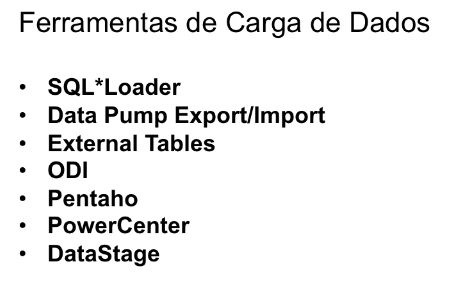 Ferramentas de Carga de Dados
• SQL*Loader
• Data Pump Export/Import
• External Tables
• ODI
• Pentaho
• PowerCenter
• DataStage